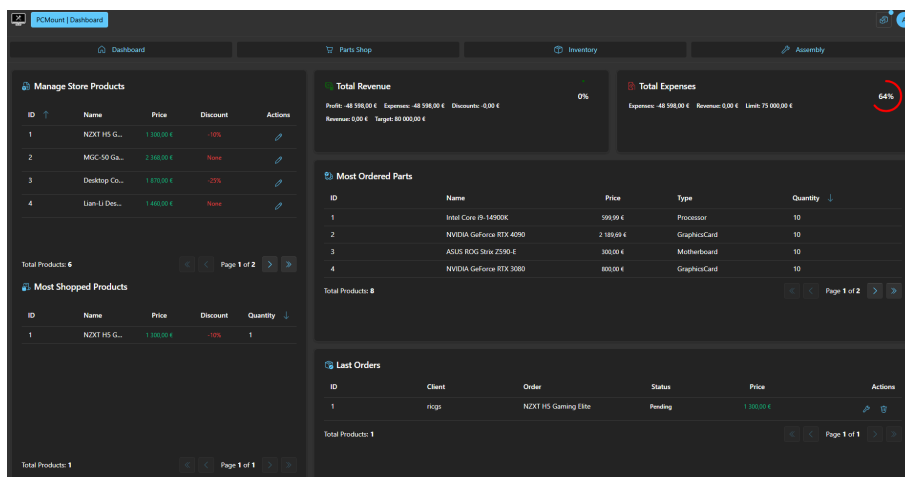 PCMount | Dashboard
Dashboard
Parts Shop
Inventory
Assembly
Manage Store Products
ID Name Price Discount Actions
1 NZXT H5 G... 1 300,00 € -10%
2 MGC-50 Ga... 2 368,00 € None
3 Desktop Co... 1 870,00 € -25%
4 Lian-Li Des... 1 460,00 € None
Total Products: 6 Page 1 of 2
Most Shopped Products
ID Name Price Discount Quantity
1 NZXT H5 G... 1 300,00 € -10% 1
Total Products: 1 Page 1 of 1
Total Revenue
0%
Profit: -48 598,00 € Expenses: -48 598,00 € Discounts: -0,00 €
Revenue: 0,00 € Target: 80 000,00 €
Total Expenses
64%
Expenses: -48 598,00 € Revenue: 0,00 € Limit: 75 000,00 €
Most Ordered Parts
ID Name Price Type Quantity
1 Intel Core i9-14900K 599,99 € Processor 10
2 NVIDIA GeForce RTX 4090 2 189,69 € GraphicsCard 10
3 ASUS ROG Strix Z590-E 300,00 € Motherboard 10
4 NVIDIA GeForce RTX 3080 800,00 € GraphicsCard 10
Total Products: 8 Page 1 of 2
Last Orders
ID Client Order Status Price Actions
1 ricgs NZXT H5 Gaming Elite Pending 1 300,00 €
Total Products: 1 Page 1 of 1